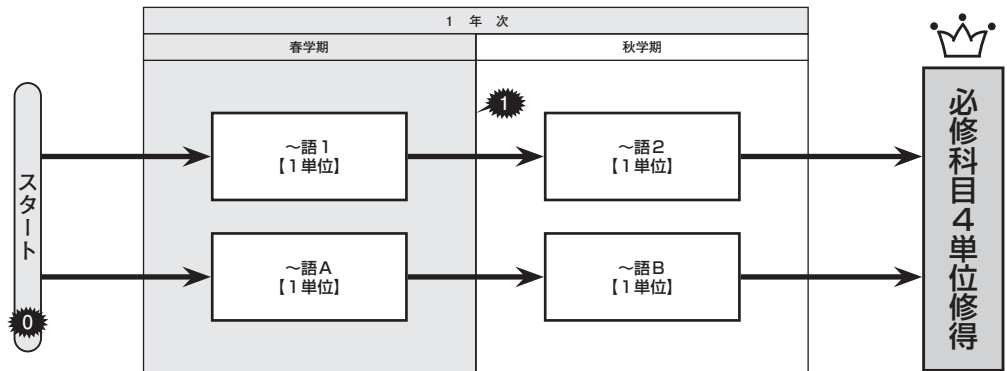 1 年 次
春学期
秋学期
スタート
0
1
～語1
【1単位】
～語2
【1単位】
～語A
【1単位】
～語B
【1単位】
必修科目4単位修得